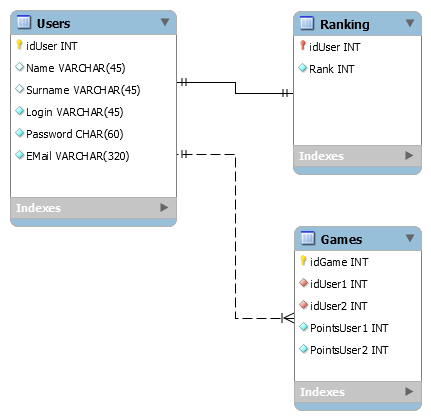 Users
idUser INT
Name VARCHAR(45)
Surname VARCHAR(45)
Login VARCHAR(45)
Password CHAR(60)
EMail VARCHAR(320)
Indexes
Ranking
idUser INT
Rank INT
Indexes
Games
idGame INT
idUser1 INT
idUser2 INT
PointsUser1 INT
PointsUser2 INT
Indexes